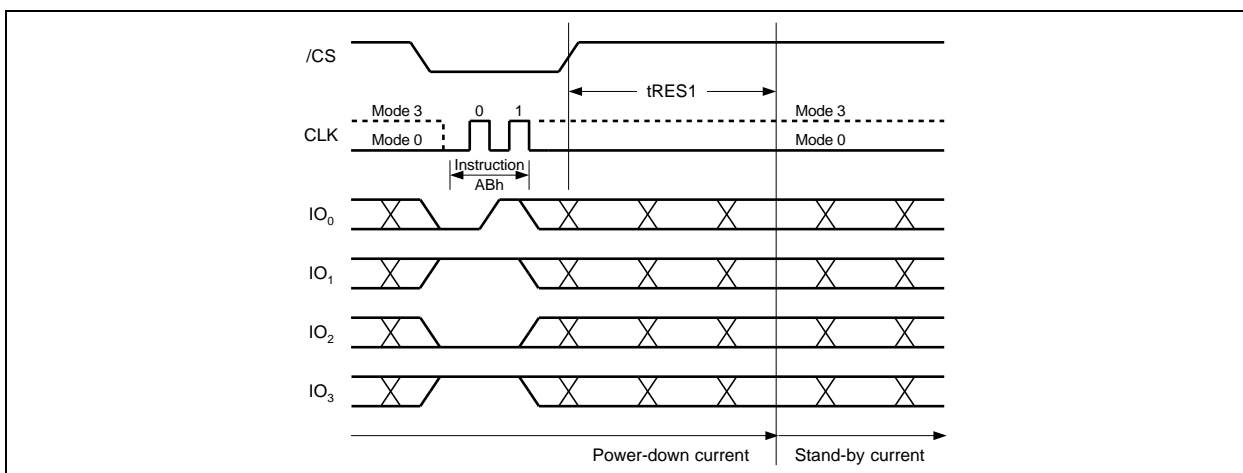 /CS
tRES1
Mode 3 0 1 Mode 3
CLK
Mode 0 Mode 0
Instruction
ABh
IO0
IO1
IO2
IO3
Power-down current Stand-by current